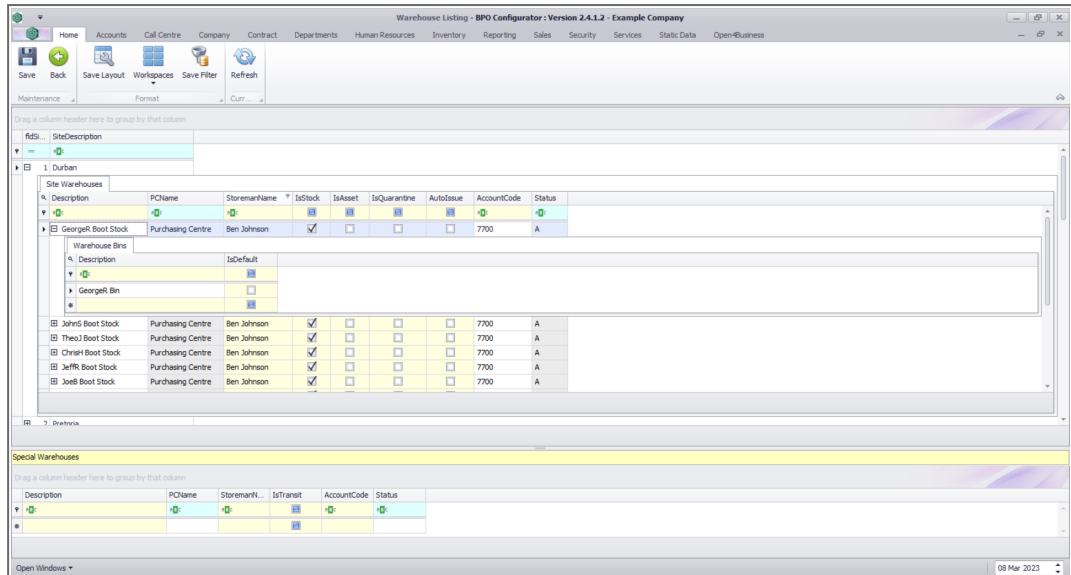 Warehouse Listing - BPO Configurator : Version 2.4.1.2 - Example Company
Home Accounts Call Centre Company Contract Departments Human Resources Inventory Reporting Sales Security Services Static Data Open4Business
Save Back Save Layout Workspaces Save Filter Refresh
Maintenance Format Curr...
Drag a column header here to group by that column
fldSi... SiteDescription
1 Durban
Site Warehouses
Description PCName StoremanName IsStock IsAsset IsQuarantine AutoIssue AccountCode Status
GeorgeR Boot Stock Purchasing Centre Ben Johnson 7700 A
Warehouse Bins
Description IsDefault
GeorgeR Bin
JohnS Boot Stock Purchasing Centre Ben Johnson 7700 A
TheoJ Boot Stock Purchasing Centre Ben Johnson 7700 A
ChrisH Boot Stock Purchasing Centre Ben Johnson 7700 A
JeffR Boot Stock Purchasing Centre Ben Johnson 7700 A
JoeB Boot Stock Purchasing Centre Ben Johnson 7700 A
2 Pretoria
Special Warehouses
Drag a column header here to group by that column
Description PCName StoremanN... IsTransit AccountCode Status
Open Windows 08 Mar 2023